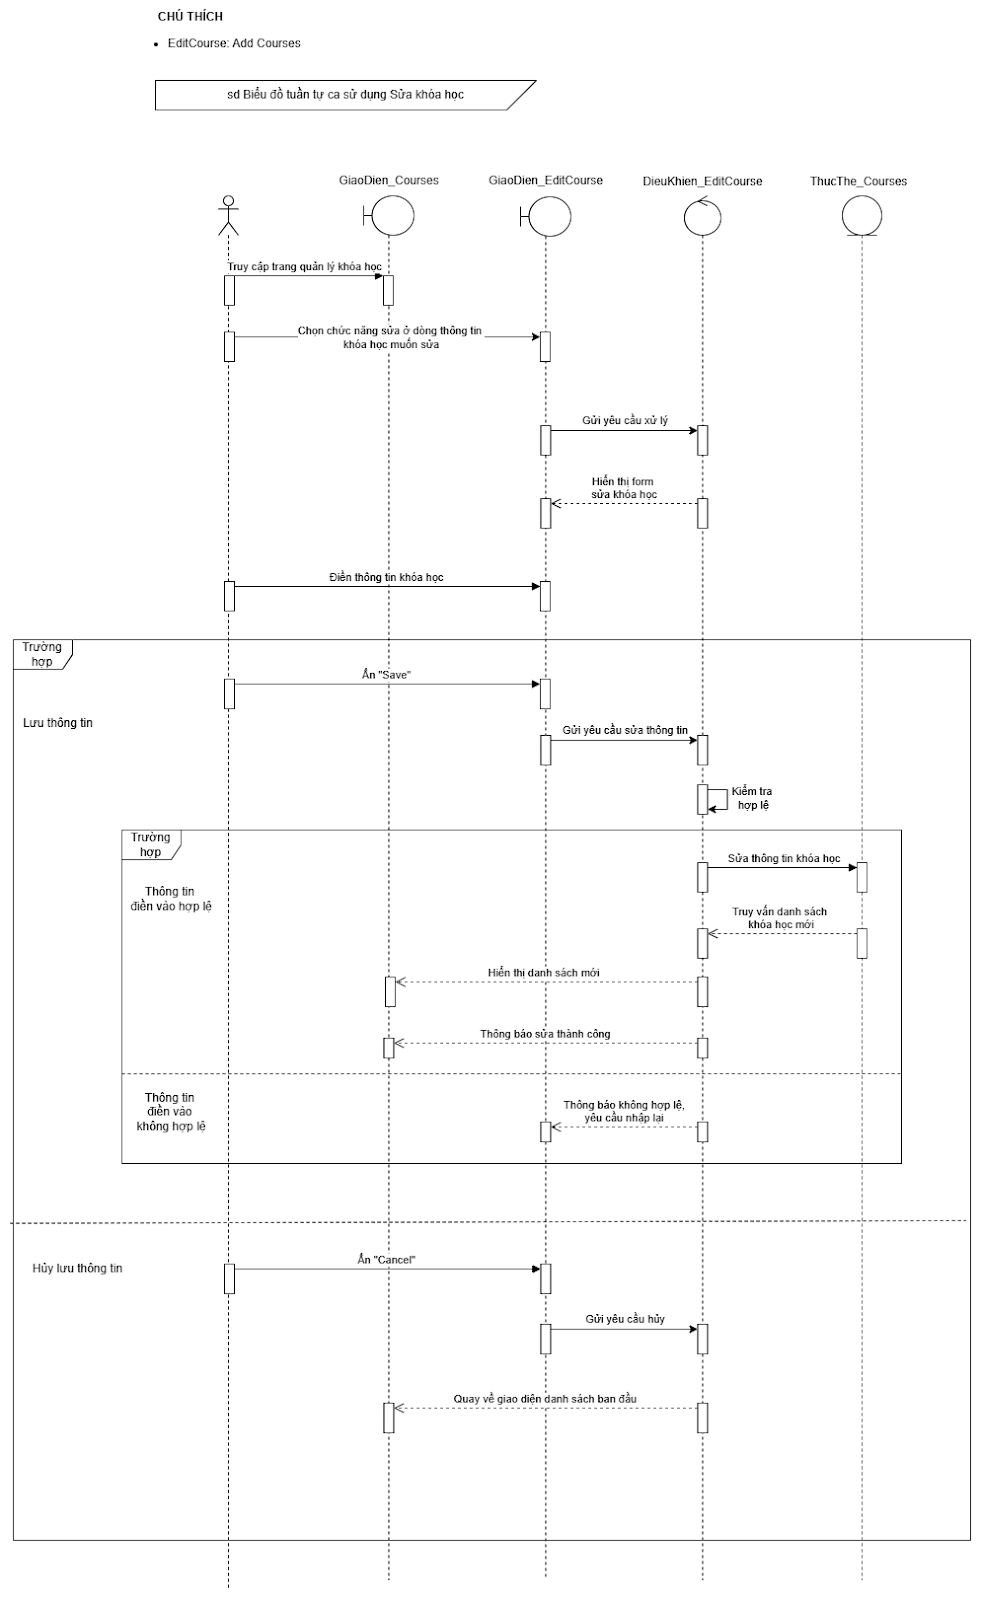 CHÚ THÍCH
EditCourse: Add Courses
sd Biểu đồ tuần tự ca sử dụng Sửa khóa học
GiaoDien_Courses
GiaoDien_EditCourse
DieuKhien_EditCourse
ThucThe_Courses
Truy cập trang quản lý khóa học
Chọn chức năng sửa ở dòng thông tin
khóa học muốn sửa
Gửi yêu cầu xử lý
Hiển thị form
sửa khóa học
Điền thông tin khóa học
Trường
hợp
Ấn "Save"
Lưu thông tin
Gửi yêu cầu sửa thông tin
Kiểm tra
hợp lệ
Trường
hợp
Sửa thông tin khóa học
Thông tin
điền vào hợp lệ
Truy vấn danh sách
khóa học mới
Hiển thị danh sách mới
Thông báo sửa thành công
Thông tin
điền vào
không hợp lệ
Thông báo không hợp lệ,
yêu cầu nhập lại
Ấn "Cancel"
Hủy lưu thông tin
Gửi yêu cầu hủy
Quay về giao diện danh sách ban đầu